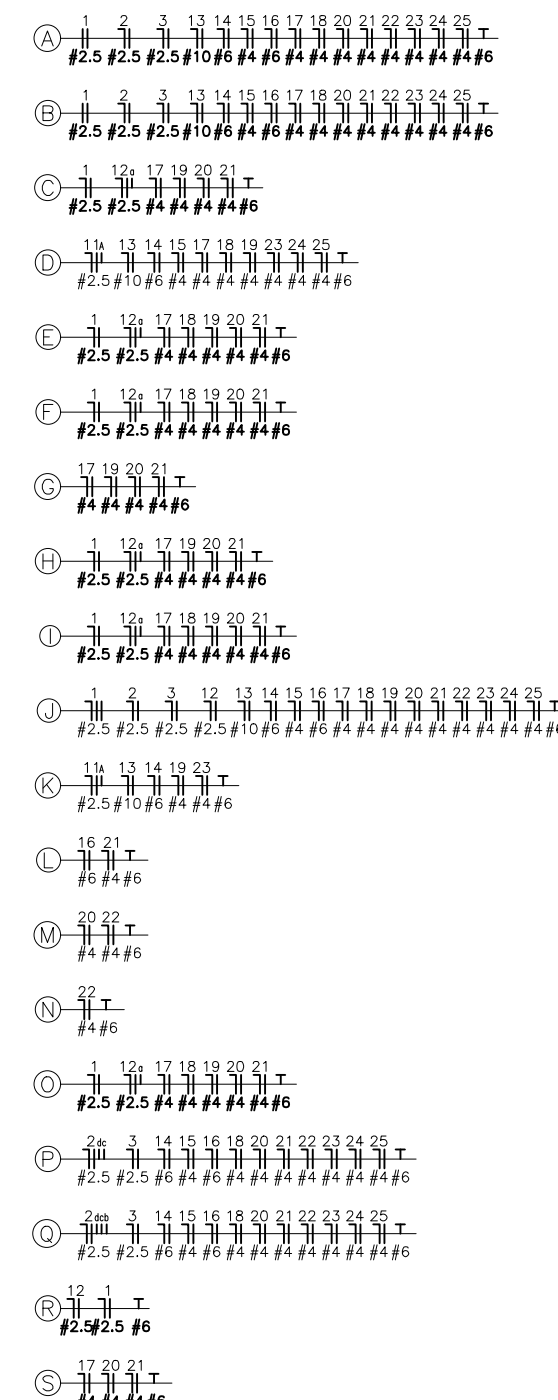 1 2 3 13 14 15 16 17 18 20 21 22 23 24 25 T
A
#2.5 #2.5 #2.5 #10 #6 #4 #6 #4 #4 #4 #4 #4 #4 #4 #4 #6
1 2 3 13 14 15 16 17 18 20 21 22 23 24 25 T
B
#2.5 #2.5 #2.5 #10 #6 #4 #6 #4 #4 #4 #4 #4 #4 #4 #4 #6
1 12a 17 19 20 21 T
C
#2.5 #2.5 #4 #4 #4 #4 #6
11A 13 14 15 17 18 19 23 24 25 T
D
#2.5 #10 #6 #4 #4 #4 #4 #4 #4 #4 #6
1 12a 17 18 19 20 21 T
E
#2.5 #2.5 #4 #4 #4 #4 #4 #6
1 12a 17 18 19 20 21 T
F
#2.5 #2.5 #4 #4 #4 #4 #4 #6
17 19 20 21 T
G
#4 #4 #4 #4 #6
1 12a 17 19 20 21 T
H
#2.5 #2.5 #4 #4 #4 #4 #6
1 12a 17 18 19 20 21 T
I
#2.5 #2.5 #4 #4 #4 #4 #4 #6
1 2 3 12 13 14 15 16 17 18 19 20 21 22 23 24 25 T
J
#2.5 #2.5 #2.5 #2.5 #10 #6 #4 #6 #4 #4 #4 #4 #4 #4 #4 #4 #4 #6
11A 13 14 19 23 T
K
#2.5 #10 #6 #4 #4 #6
16 21 T
L
#6 #4 #6
20 22 T
M
#4 #4 #6
22 T
N
#4 #6
1 12a 17 18 19 20 21 T
O
#2.5 #2.5 #4 #4 #4 #4 #4 #6
2dc 3 14 15 16 18 20 21 22 23 24 25 T
P
#2.5 #2.5 #6 #4 #6 #4 #4 #4 #4 #4 #4 #4 #6
2dcb 3 14 15 16 18 20 21 22 23 24 25 T
Q
#2.5 #2.5 #6 #4 #6 #4 #4 #4 #4 #4 #4 #4 #6
12 1 T
R
#2.5 #2.5 #6
17 20 21 T
S
#4 #4 #4 #6